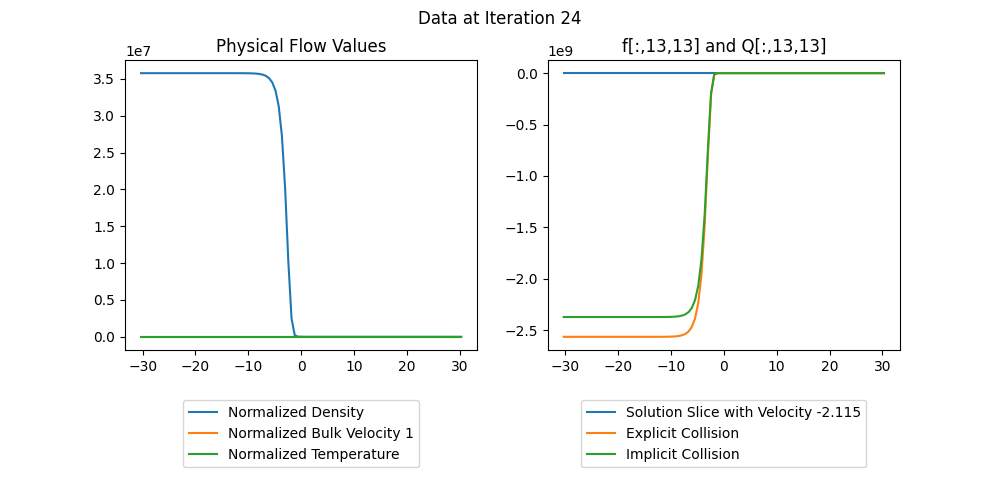 Data at Iteration 24
Physical Flow Values
1e7
3.5
3.0
2.5
2.0
1.5
1.0
0.5
0.0
−30 −20 −10 0 10 20 30
Normalized Density
Normalized Bulk Velocity 1
Normalized Temperature
f[:,13,13] and Q[:,13,13]
1e9
0.0
−0.5
−1.0
−1.5
−2.0
−2.5
−30 −20 −10 0 10 20 30
Solution Slice with Velocity -2.115
Explicit Collision
Implicit Collision